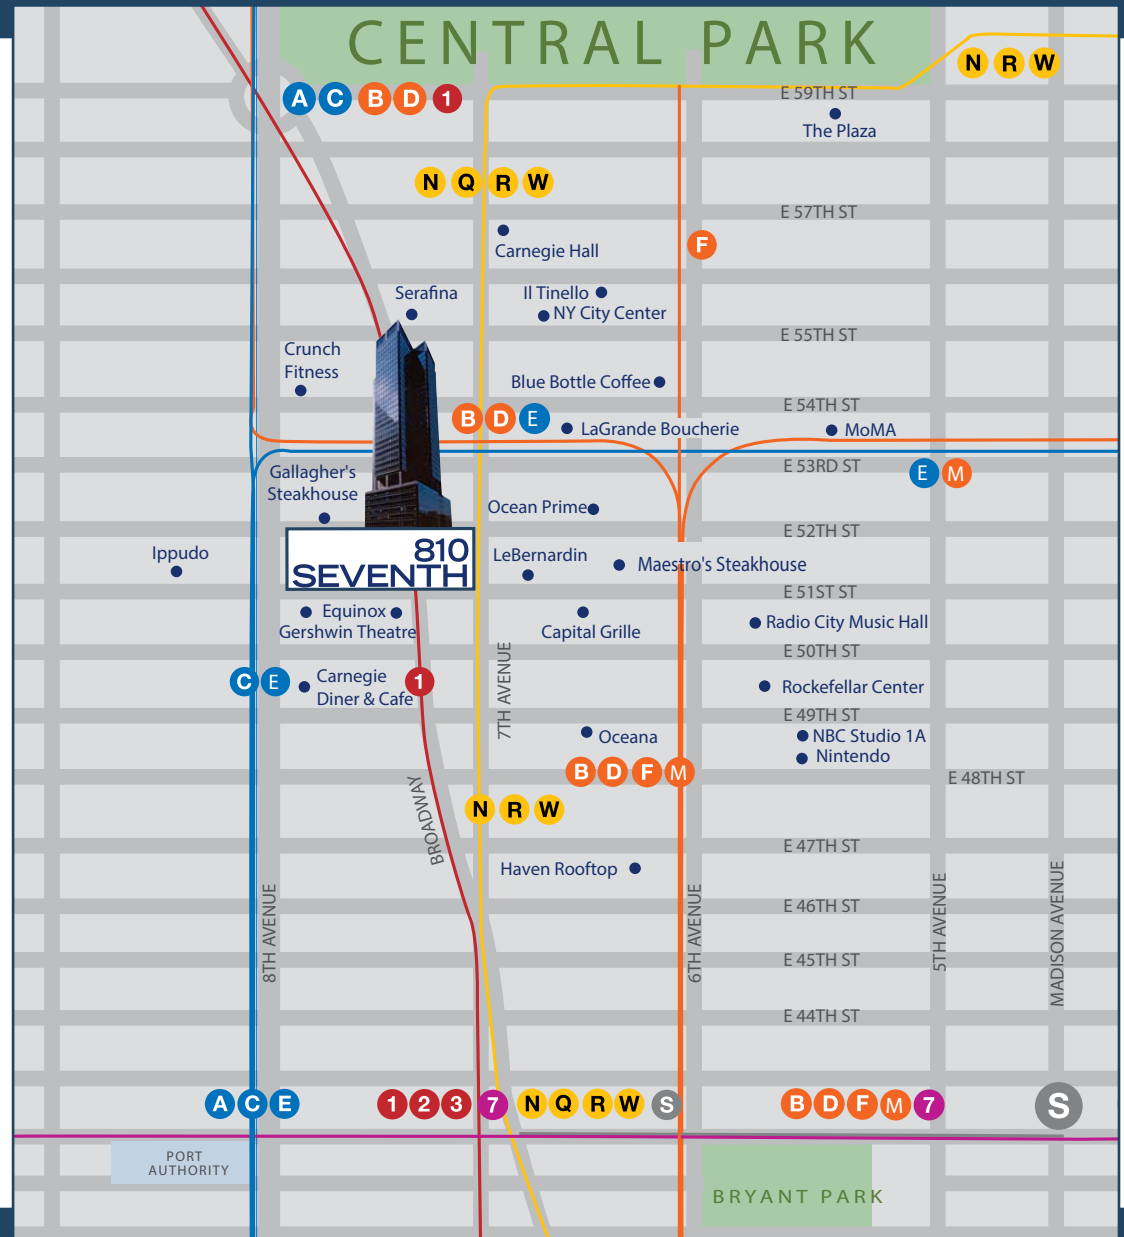 CENTRAL PARK
N R W
A C B D 1
E 59TH ST
The Plaza
N Q R W
E 57TH ST
Carnegie Hall
F
Serafina
Il Tinello
NY City Center
E 55TH ST
Crunch
Fitness
Blue Bottle Coffee
E 54TH ST
B D E
LaGrande Boucherie
MoMA
E 53RD ST
E M
Gallagher's
Steakhouse
Ocean Prime
E 52TH ST
810
SEVENTH
Ippudo
LeBernardin
Maestro's Steakhouse
E 51ST ST
Equinox
Gershwin Theatre
Capital Grille
Radio City Music Hall
E 50TH ST
7TH AVENUE
C E
Carnegie
Diner & Cafe
1
Rockefellar Center
E 49TH ST
Oceana
NBC Studio 1A
Nintendo
B D F M
E 48TH ST
BROADWAY
N R W
E 47TH ST
Haven Rooftop
8TH AVENUE
6TH AVENUE
5TH AVENUE
MADISON AVENUE
E 46TH ST
E 45TH ST
E 44TH ST
A C E
1 2 3 7 N Q R W S
B D F M 7
S
PORT
AUTHORITY
BRYANT PARK